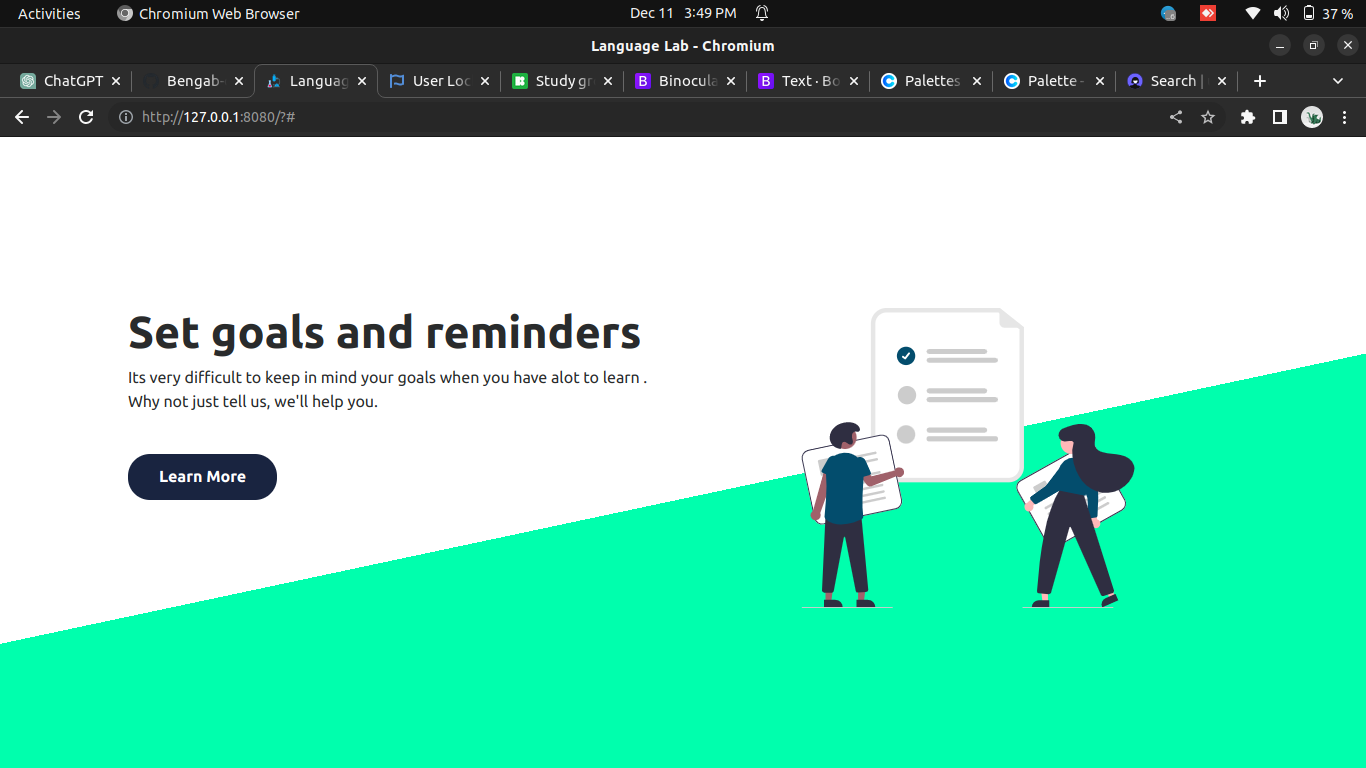 Activities Chromium Web Browser Dec 11 3:49 PM 37 %
Language Lab - Chromium
ChatGPT Bengab- Languag User Loc Study gr Binocula Text · Bo Palettes Palette - Search |
http://127.0.0.1:8080/?#
Set goals and reminders
Its very difficult to keep in mind your goals when you have alot to learn .
Why not just tell us, we'll help you.
Learn More